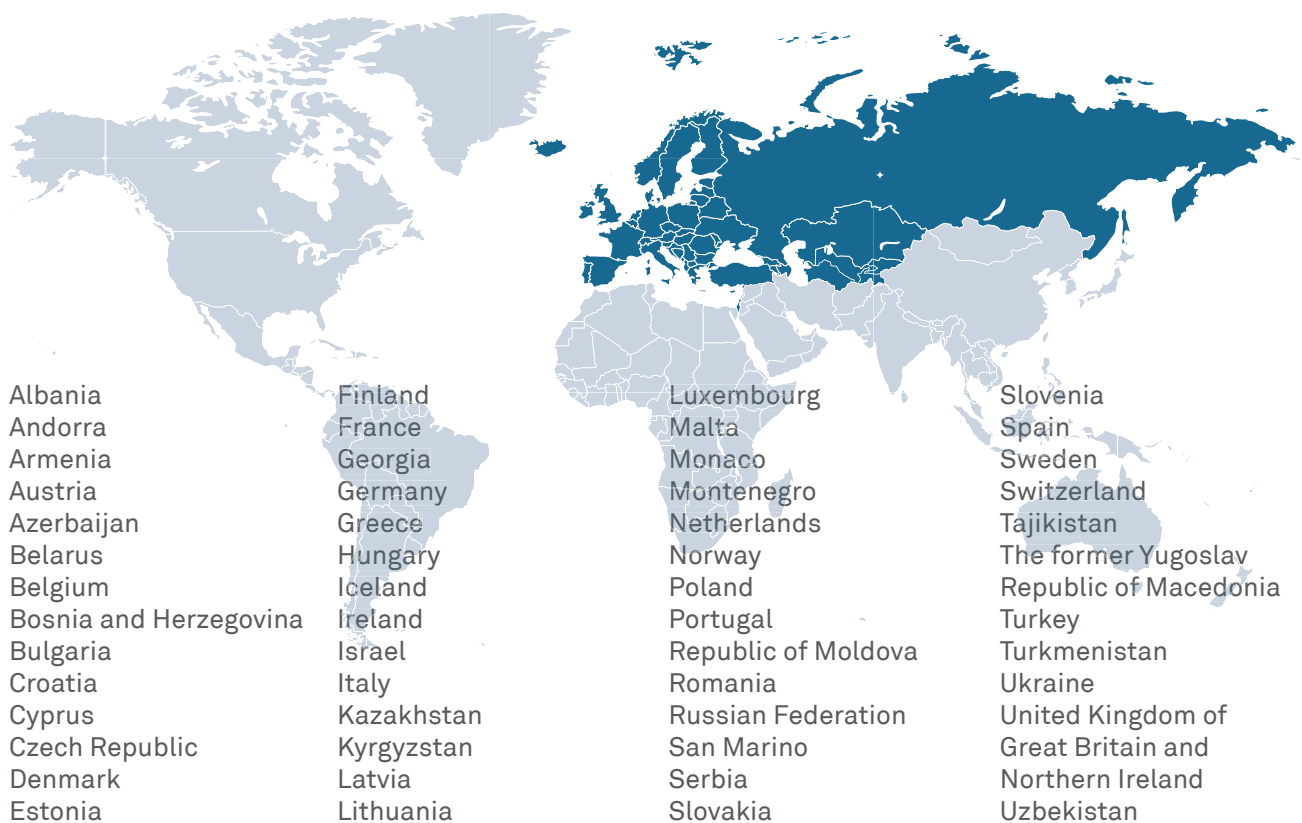 Albania
Andorra
Armenia
Austria
Azerbaijan
Belarus
Belgium
Bosnia and Herzegovina
Bulgaria
Croatia
Cyprus
Czech Republic
Denmark
Estonia
Finland
France
Georgia
Germany
Greece
Hungary
Iceland
Ireland
Israel
Italy
Kazakhstan
Kyrgyzstan
Latvia
Lithuania
Luxembourg
Malta
Monaco
Montenegro
Netherlands
Norway
Poland
Portugal
Republic of Moldova
Romania
Russian Federation
San Marino
Serbia
Slovakia
Slovenia
Spain
Sweden
Switzerland
Tajikistan
The former Yugoslav
Republic of Macedonia
Turkey
Turkmenistan
Ukraine
United Kingdom of
Great Britain and
Northern Ireland
Uzbekistan